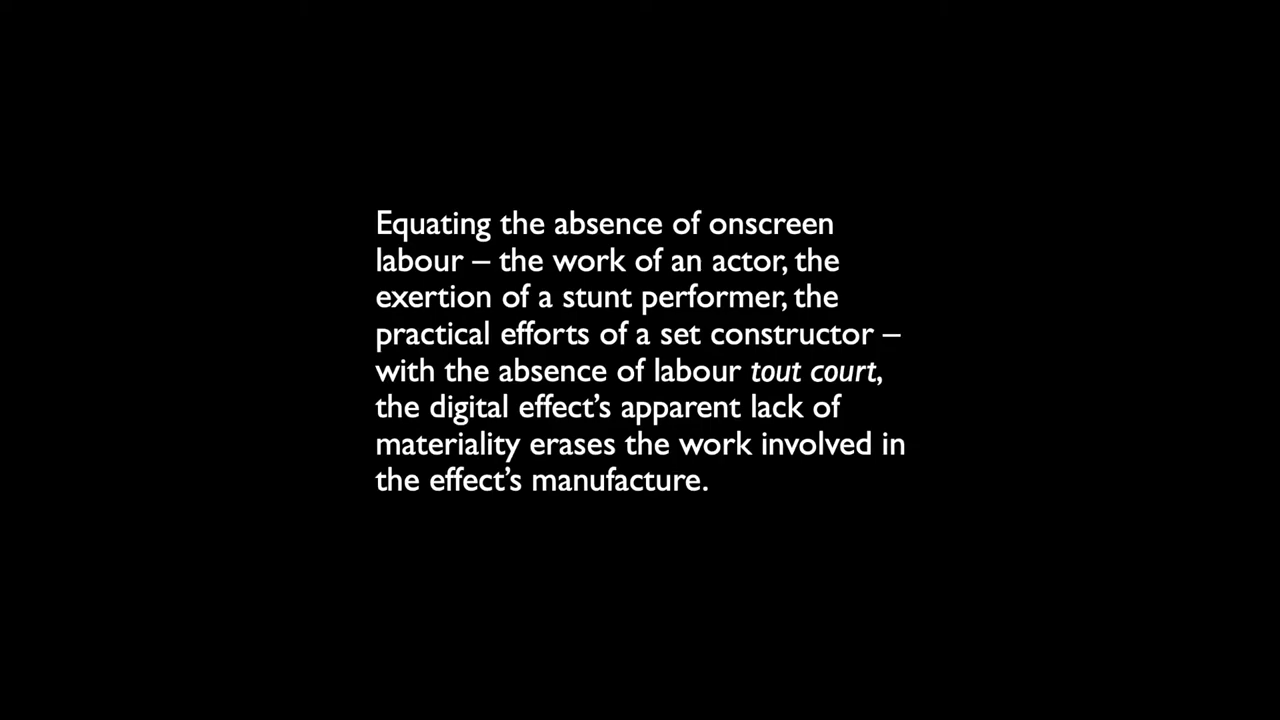 Equating the absence of onscreen
labour – the work of an actor, the
exertion of a stunt performer, the
practical efforts of a set constructor –
with the absence of labour tout court,
the digital effect’s apparent lack of
materiality erases the work involved in
the effect’s manufacture.